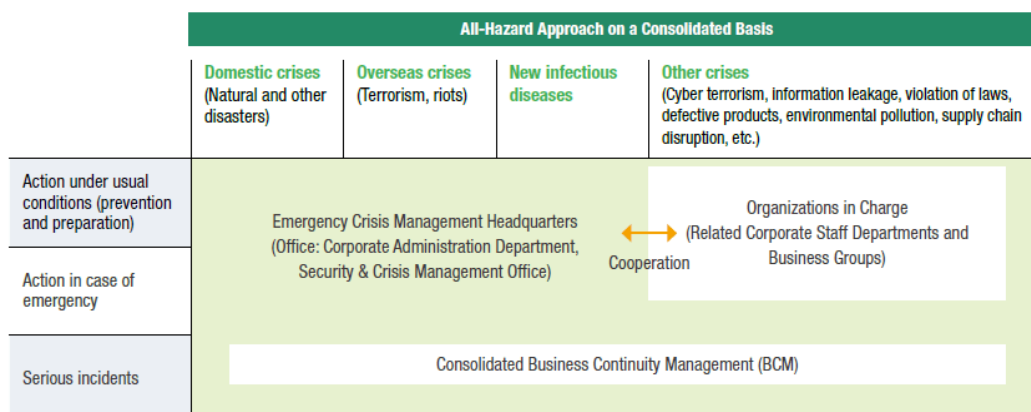 All-Hazard Approach on a Consolidated Basis
Domestic crises
(Natural and other
disasters)
Overseas crises
(Terrorism, riots)
New infectious
diseases
Other crises
(Cyber terrorism, information leakage, violation of laws,
defective products, environmental pollution, supply chain
disruption, etc.)
Action under usual
conditions (prevention
and preparation)
Action in case of
emergency
Emergency Crisis Management Headquarters
(Office: Corporate Administration Department,
Security & Crisis Management Office)
Cooperation
Organizations in Charge
(Related Corporate Staff Departments and
Business Groups)
Serious incidents
Consolidated Business Continuity Management (BCM)